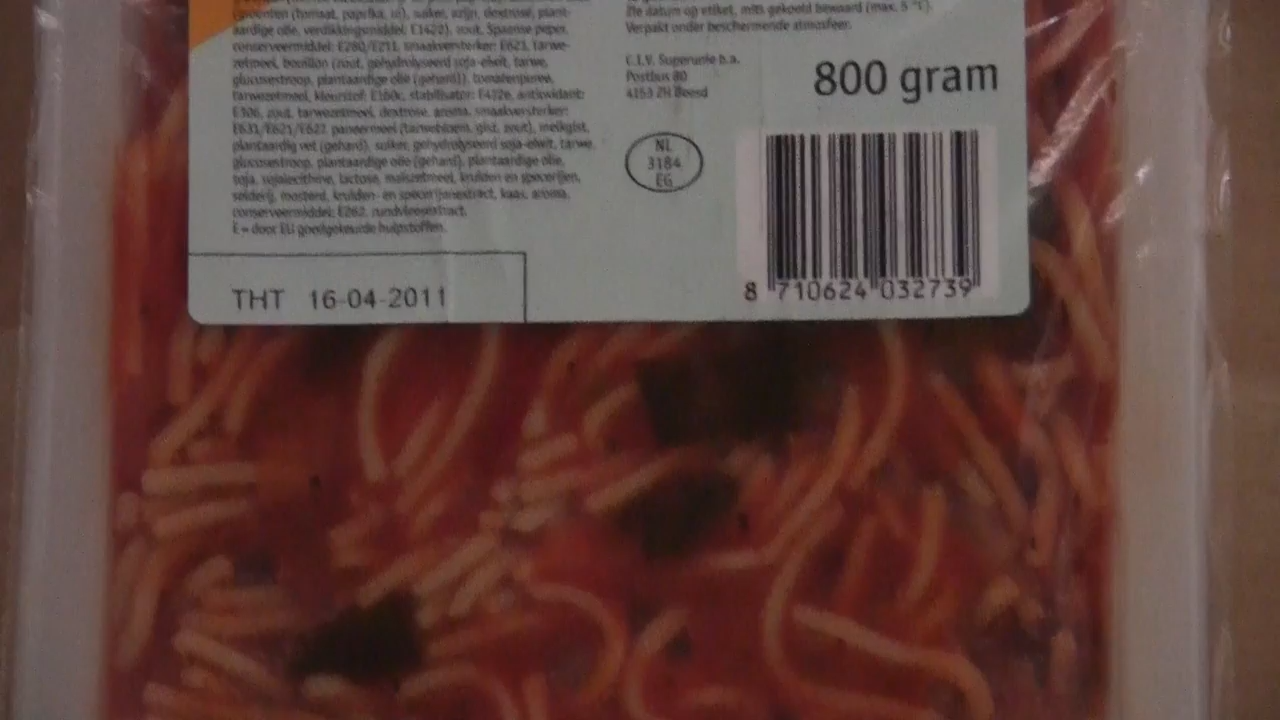 groenten (tomaat, paprika, ui), suiker, azijn, dextrose, plant-
aardige olie, verdikkingsmiddel: E1420), zout, Spaanse peper,
conserveermiddel: E260/E211, smaakversterker: E621, tarwe-
zetmeel, bouillon (zout, gehydrolyseerd soja-eiwit, tarwe,
glucosestroop, plantaardige olie (gehard)), tomatenpuree,
tarwezetmeel, kleurstof: E160c, stabilisator: E472e, antioxidant:
E306, zout, tarwezetmeel, dextrose, aroma, smaakversterker:
E631/E621/E627, paneermeel (tarwebloem, gist, zout),
plantaardig vet (gehard), suiker, gehydrolyseerd soja-eiwit, tarwe,
glucosestroop, plantaardige olie (gehard), plantaardige olie,
soja, sojalecithine, lactose, maïszetmeel, kruiden en specerijen,
selderij, mosterd, kruiden- en specerijenextract, kaas, aroma,
conserveermiddel: E262, rundvleesextract.
E = door EU goedgekeurde hulpstoffen.
THT 16-04-2011
Zie datum op etiket, mits gekoeld bewaard (max. 5 °C).
Verpakt onder beschermende atmosfeer.
C.I.V. Superunie b.a.
Postbus 80
4153 ZH Beesd
800 gram
NL
3184
EG
8 710624 032739